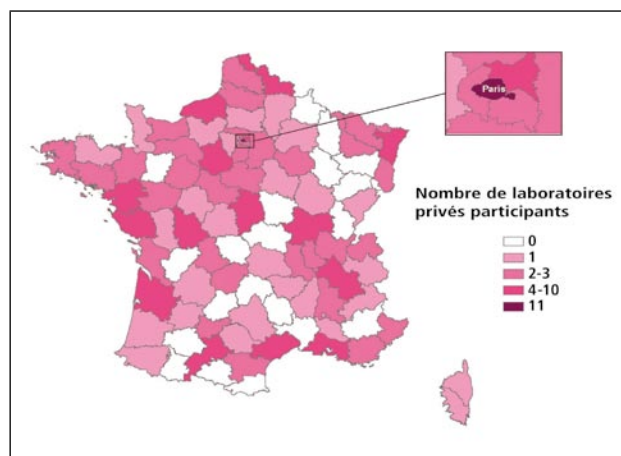 Paris
Nombre de laboratoires
privés participants
0
1
2-3
4-10
11